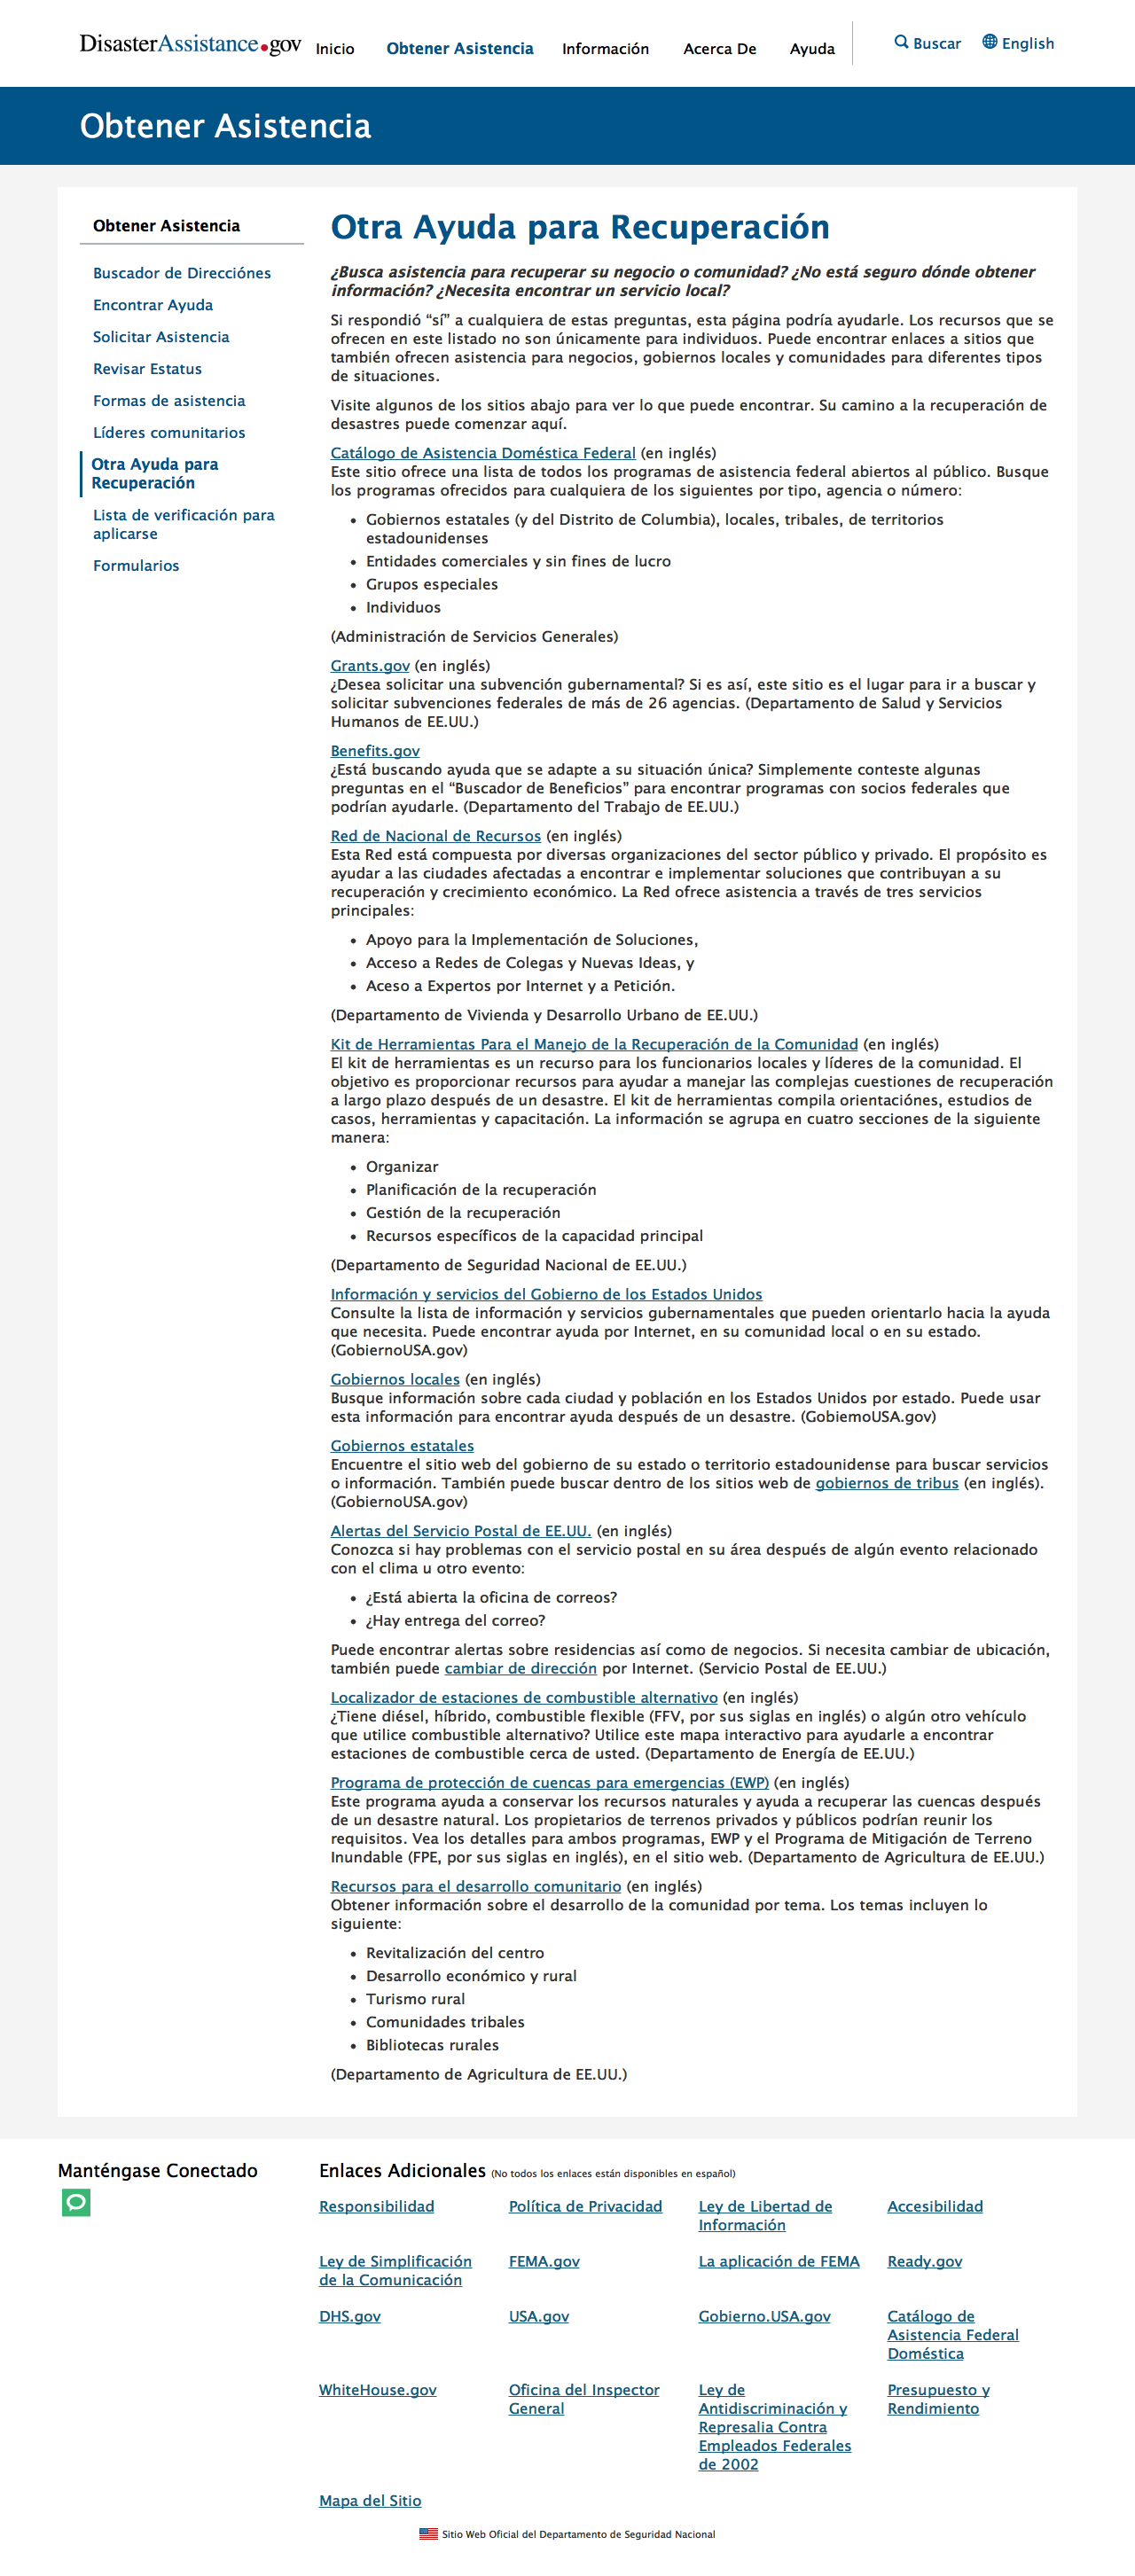 DisasterAssistance.gov
Inicio
Obtener Asistencia
Información
Acerca De
Ayuda
Buscar
English
Obtener Asistencia
Obtener Asistencia
Buscador de Direcciónes
Encontrar Ayuda
Solicitar Asistencia
Revisar Estatus
Formas de asistencia
Líderes comunitarios
Otra Ayuda para
Recuperación
Lista de verificación para
aplicarse
Formularios
Otra Ayuda para Recuperación
¿Busca asistencia para recuperar su negocio o comunidad? ¿No está seguro dónde obtener
información? ¿Necesita encontrar un servicio local?
Si respondió “sí” a cualquiera de estas preguntas, esta página podría ayudarle. Los recursos que se
ofrecen en este listado no son únicamente para individuos. Puede encontrar enlaces a sitios que
también ofrecen asistencia para negocios, gobiernos locales y comunidades para diferentes tipos
de situaciones.
Visite algunos de los sitios abajo para ver lo que puede encontrar. Su camino a la recuperación de
desastres puede comenzar aquí.
Catálogo de Asistencia Doméstica Federal (en inglés)
Este sitio ofrece una lista de todos los programas de asistencia federal abiertos al público. Busque
los programas ofrecidos para cualquiera de los siguientes por tipo, agencia o número:
• Gobiernos estatales (y del Distrito de Columbia), locales, tribales, de territorios
estadounidenses
• Entidades comerciales y sin fines de lucro
• Grupos especiales
• Individuos
(Administración de Servicios Generales)
Grants.gov (en inglés)
¿Desea solicitar una subvención gubernamental? Si es así, este sitio es el lugar para ir a buscar y
solicitar subvenciones federales de más de 26 agencias. (Departamento de Salud y Servicios
Humanos de EE.UU.)
Benefits.gov
¿Está buscando ayuda que se adapte a su situación única? Simplemente conteste algunas
preguntas en el “Buscador de Beneficios” para encontrar programas con socios federales que
podrían ayudarle. (Departamento del Trabajo de EE.UU.)
Red de Nacional de Recursos (en inglés)
Esta Red está compuesta por diversas organizaciones del sector público y privado. El propósito es
ayudar a las ciudades afectadas a encontrar e implementar soluciones que contribuyan a su
recuperación y crecimiento económico. La Red ofrece asistencia a través de tres servicios
principales:
• Apoyo para la Implementación de Soluciones,
• Acceso a Redes de Colegas y Nuevas Ideas, y
• Aceso a Expertos por Internet y a Petición.
(Departamento de Vivienda y Desarrollo Urbano de EE.UU.)
Kit de Herramientas Para el Manejo de la Recuperación de la Comunidad (en inglés)
El kit de herramientas es un recurso para los funcionarios locales y líderes de la comunidad. El
objetivo es proporcionar recursos para ayudar a manejar las complejas cuestiones de recuperación
a largo plazo después de un desastre. El kit de herramientas compila orientaciónes, estudios de
casos, herramientas y capacitación. La información se agrupa en cuatro secciones de la siguiente
manera:
• Organizar
• Planificación de la recuperación
• Gestión de la recuperación
• Recursos específicos de la capacidad principal
(Departamento de Seguridad Nacional de EE.UU.)
Información y servicios del Gobierno de los Estados Unidos
Consulte la lista de información y servicios gubernamentales que pueden orientarlo hacia la ayuda
que necesita. Puede encontrar ayuda por Internet, en su comunidad local o en su estado.
(GobiernoUSA.gov)
Gobiernos locales (en inglés)
Busque información sobre cada ciudad y población en los Estados Unidos por estado. Puede usar
esta información para encontrar ayuda después de un desastre. (GobiemoUSA.gov)
Gobiernos estatales
Encuentre el sitio web del gobierno de su estado o territorio estadounidense para buscar servicios
o información. También puede buscar dentro de los sitios web de gobiernos de tribus (en inglés).
(GobiernoUSA.gov)
Alertas del Servicio Postal de EE.UU. (en inglés)
Conozca si hay problemas con el servicio postal en su área después de algún evento relacionado
con el clima u otro evento:
• ¿Está abierta la oficina de correos?
• ¿Hay entrega del correo?
Puede encontrar alertas sobre residencias así como de negocios. Si necesita cambiar de ubicación,
también puede cambiar de dirección por Internet. (Servicio Postal de EE.UU.)
Localizador de estaciones de combustible alternativo (en inglés)
¿Tiene diésel, híbrido, combustible flexible (FFV, por sus siglas en inglés) o algún otro vehículo
que utilice combustible alternativo? Utilice este mapa interactivo para ayudarle a encontrar
estaciones de combustible cerca de usted. (Departamento de Energía de EE.UU.)
Programa de protección de cuencas para emergencias (EWP) (en inglés)
Este programa ayuda a conservar los recursos naturales y ayuda a recuperar las cuencas después
de un desastre natural. Los propietarios de terrenos privados y públicos podrían reunir los
requisitos. Vea los detalles para ambos programas, EWP y el Programa de Mitigación de Terreno
Inundable (FPE, por sus siglas en inglés), en el sitio web. (Departamento de Agricultura de EE.UU.)
Recursos para el desarrollo comunitario (en inglés)
Obtener información sobre el desarrollo de la comunidad por tema. Los temas incluyen lo
siguiente:
• Revitalización del centro
• Desarrollo económico y rural
• Turismo rural
• Comunidades tribales
• Bibliotecas rurales
(Departamento de Agricultura de EE.UU.)
Manténgase Conectado
Enlaces Adicionales (No todos los enlaces están disponibles en español)
Responsibilidad
Política de Privacidad
Ley de Libertad de
Información
Accesibilidad
Ley de Simplificación
de la Comunicación
FEMA.gov
La aplicación de FEMA
Ready.gov
DHS.gov
USA.gov
Gobierno.USA.gov
Catálogo de
Asistencia Federal
Doméstica
WhiteHouse.gov
Oficina del Inspector
General
Ley de
Antidiscriminación y
Represalia Contra
Empleados Federales
de 2002
Presupuesto y
Rendimiento
Mapa del Sitio
Sitio Web Oficial del Departamento de Seguridad Nacional